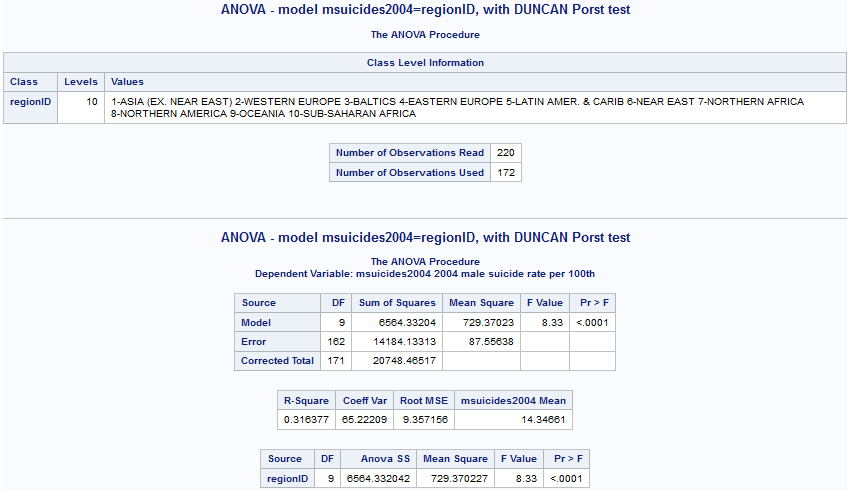 ANOVA - model msuicides2004=regionID, with DUNCAN Porst test
The ANOVA Procedure
Class Level Information
Class Levels Values
regionID 10 1-ASIA (EX. NEAR EAST) 2-WESTERN EUROPE 3-BALTICS 4-EASTERN EUROPE 5-LATIN AMER. & CARIB 6-NEAR EAST 7-NORTHERN AFRICA
8-NORTHERN AMERICA 9-OCEANIA 10-SUB-SAHARAN AFRICA
Number of Observations Read 220
Number of Observations Used 172
ANOVA - model msuicides2004=regionID, with DUNCAN Porst test
The ANOVA Procedure
Dependent Variable: msuicides2004 2004 male suicide rate per 100th
Source DF Sum of Squares Mean Square F Value Pr > F
Model 9 6564.33204 729.37023 8.33 <.0001
Error 162 14184.13313 87.55638
Corrected Total 171 20748.46517
R-Square Coeff Var Root MSE msuicides2004 Mean
0.316377 65.22209 9.357156 14.34661
Source DF Anova SS Mean Square F Value Pr > F
regionID 9 6564.332042 729.370227 8.33 <.0001